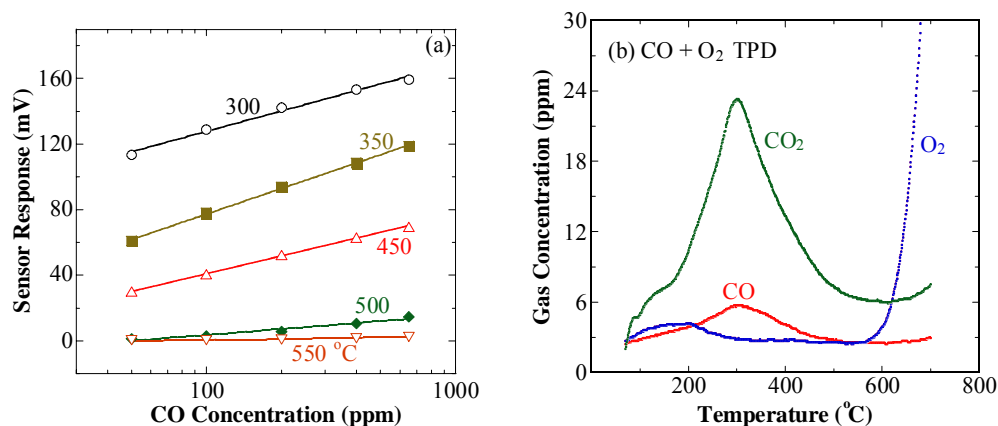 (a)
Sensor Response (mV)
160
120
80
40
0
300
350
450
500
550 °C
100
1000
CO Concentration (ppm)
(b) CO + O₂ TPD
Gas Concentration (ppm)
30
24
18
12
6
0
CO₂
O₂
CO
200
400
600
800
Temperature (°C)